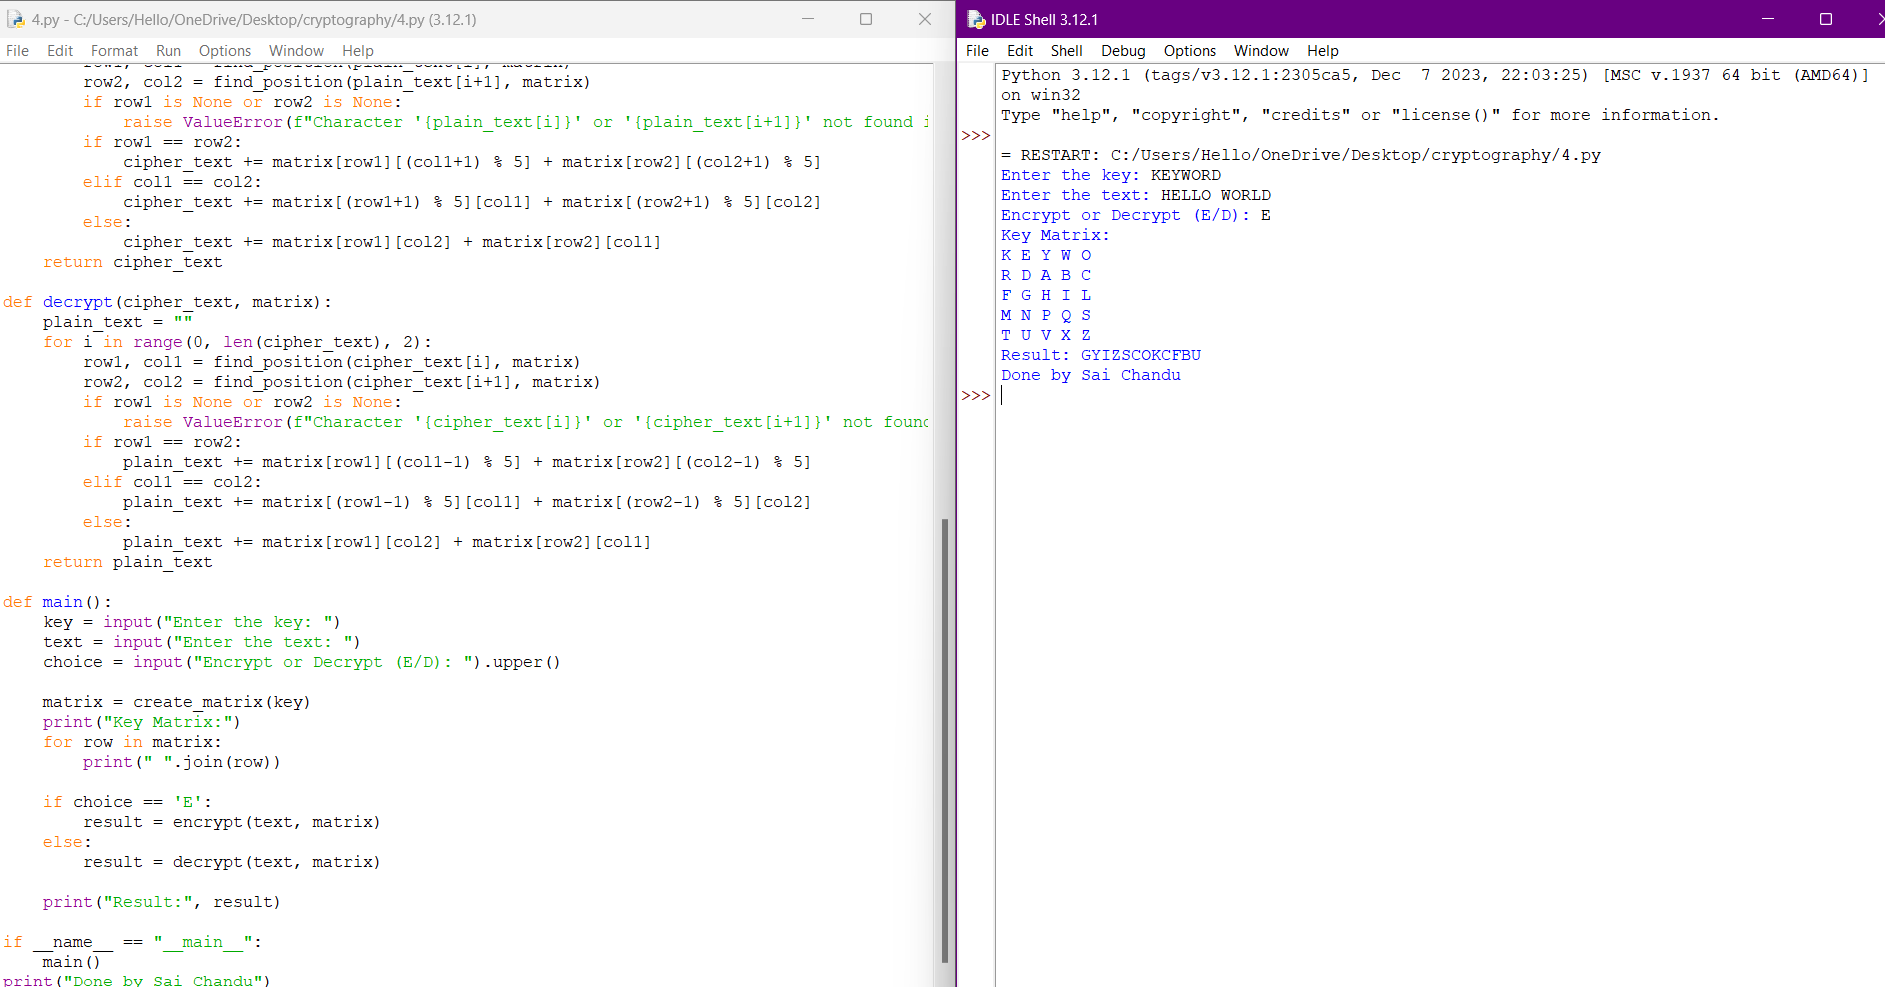 4.py - C:/Users/Hello/OneDrive/Desktop/cryptography/4.py (3.12.1)
File Edit Format Run Options Window Help
        row2, col2 = find_position(plain_text[i+1], matrix)
        if row1 is None or row2 is None:
            raise ValueError(f"Character '{plain_text[i]}' or '{plain_text[i+1]}' not found i
        if row1 == row2:
            cipher_text += matrix[row1][(col1+1) % 5] + matrix[row2][(col2+1) % 5]
        elif col1 == col2:
            cipher_text += matrix[(row1+1) % 5][col1] + matrix[(row2+1) % 5][col2]
        else:
            cipher_text += matrix[row1][col2] + matrix[row2][col1]
    return cipher_text
def decrypt(cipher_text, matrix):
    plain_text = ""
    for i in range(0, len(cipher_text), 2):
        row1, col1 = find_position(cipher_text[i], matrix)
        row2, col2 = find_position(cipher_text[i+1], matrix)
        if row1 is None or row2 is None:
            raise ValueError(f"Character '{cipher_text[i]}' or '{cipher_text[i+1]}' not found
        if row1 == row2:
            plain_text += matrix[row1][(col1-1) % 5] + matrix[row2][(col2-1) % 5]
        elif col1 == col2:
            plain_text += matrix[(row1-1) % 5][col1] + matrix[(row2-1) % 5][col2]
        else:
            plain_text += matrix[row1][col2] + matrix[row2][col1]
    return plain_text
def main():
    key = input("Enter the key: ")
    text = input("Enter the text: ")
    choice = input("Encrypt or Decrypt (E/D): ").upper()
    matrix = create_matrix(key)
    print("Key Matrix:")
    for row in matrix:
        print(" ".join(row))
    if choice == 'E':
        result = encrypt(text, matrix)
    else:
        result = decrypt(text, matrix)
    print("Result:", result)
if __name__ == "__main__":
    main()
print("Done by Sai Chandu")
IDLE Shell 3.12.1
File Edit Shell Debug Options Window Help
Python 3.12.1 (tags/v3.12.1:2305ca5, Dec  7 2023, 22:03:25) [MSC v.1937 64 bit (AMD64)]
on win32
Type "help", "copyright", "credits" or "license()" for more information.
>>>
= RESTART: C:/Users/Hello/OneDrive/Desktop/cryptography/4.py
Enter the key: KEYWORD
Enter the text: HELLO WORLD
Encrypt or Decrypt (E/D): E
Key Matrix:
K E Y W O
R D A B C
F G H I L
M N P Q S
T U V X Z
Result: GYIZSCOKCFBU
Done by Sai Chandu
>>>